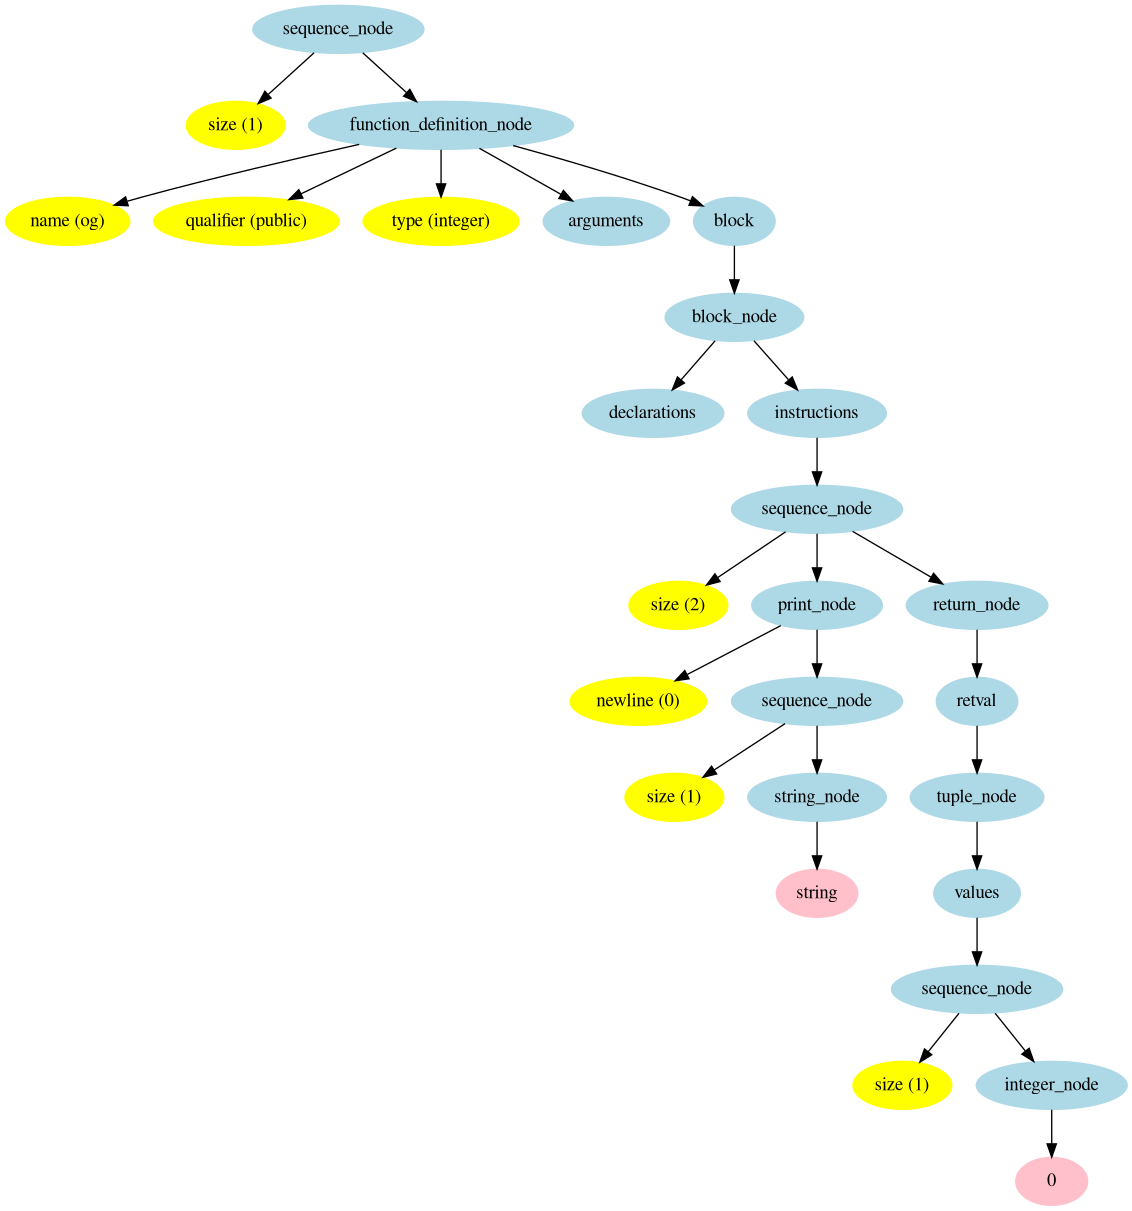 sequence_node
size (1)
function_definition_node
name (og)
qualifier (public)
type (integer)
arguments
block
block_node
declarations
instructions
sequence_node
size (2)
print_node
return_node
newline (0)
sequence_node
retval
size (1)
string_node
tuple_node
string
values
sequence_node
size (1)
integer_node
0